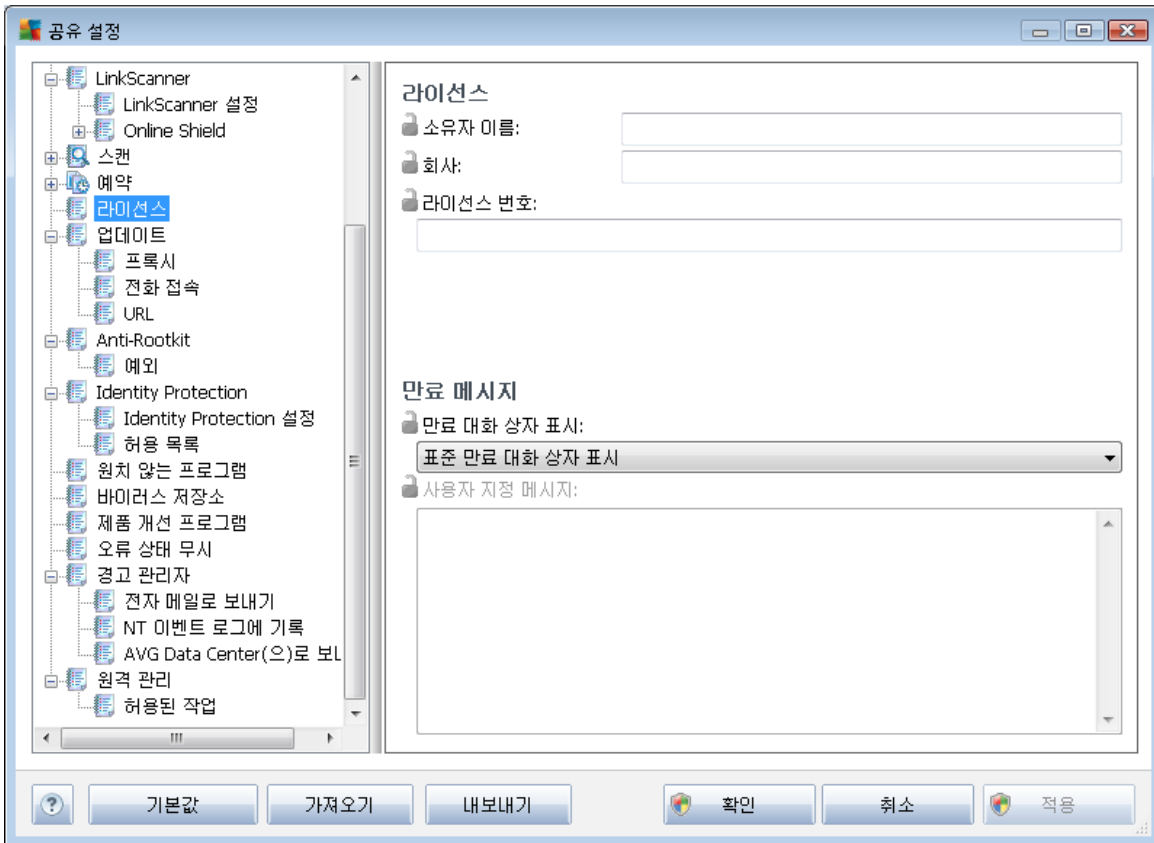 공유 설정
LinkScanner
LinkScanner 설정
Online Shield
스캔
예약
라이선스
업데이트
프록시
전화 접속
URL
Anti-Rootkit
예외
Identity Protection
Identity Protection 설정
허용 목록
원치 않는 프로그램
바이러스 저장소
제품 개선 프로그램
오류 상태 무시
경고 관리자
전자 메일로 보내기
NT 이벤트 로그에 기록
AVG Data Center(으)로 보L
원격 관리
허용된 작업
라이선스
소유자 이름:
회사:
라이선스 번호:
만료 메시지
만료 대화 상자 표시:
표준 만료 대화 상자 표시
사용자 지정 메시지:
기본값
가져오기
내보내기
확인
취소
적용